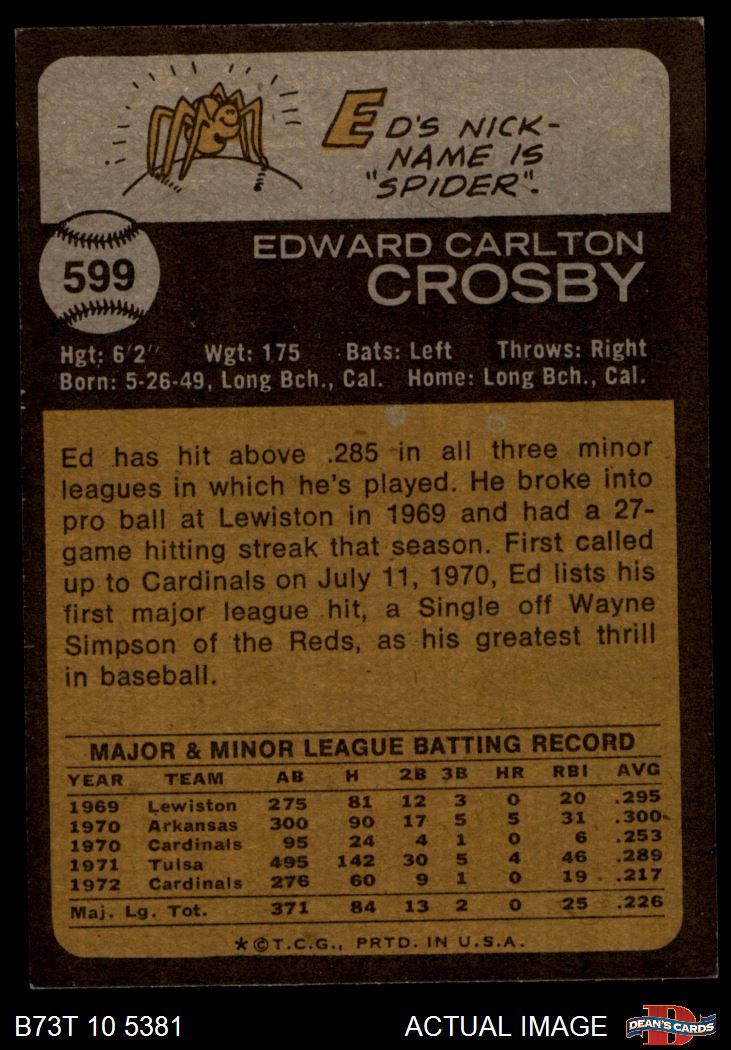 ED'S NICK-
NAME IS
"SPIDER".
599
EDWARD CARLTON
CROSBY
Hgt: 6'2" Wgt: 175 Bats: Left Throws: Right
Born: 5-26-49, Long Bch., Cal. Home: Long Bch., Cal.
Ed has hit above .285 in all three minor
leagues in which he's played. He broke into
pro ball at Lewiston in 1969 and had a 27-
game hitting streak that season. First called
up to Cardinals on July 11, 1970, Ed lists his
first major league hit, a Single off Wayne
Simpson of the Reds, as his greatest thrill
in baseball.
MAJOR & MINOR LEAGUE BATTING RECORD
YEAR TEAM AB H 2B 3B HR RBI AVG
1969 Lewiston 275 81 12 3 0 20 .295
1970 Arkansas 300 90 17 5 5 31 .300
1970 Cardinals 95 24 4 1 0 6 .253
1971 Tulsa 495 142 30 5 4 46 .289
1972 Cardinals 276 60 9 1 0 19 .217
Maj. Lg. Tot. 371 84 13 2 0 25 .226
*©T.C.G., PRTD. IN U.S.A.
B73T 10 5381 ACTUAL IMAGE DEAN'S CARDS